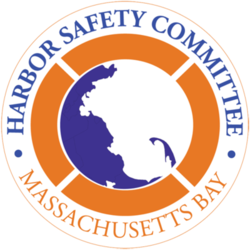 HARBOR SAFETY COMMITTEE
MASSACHUSETTS BAY